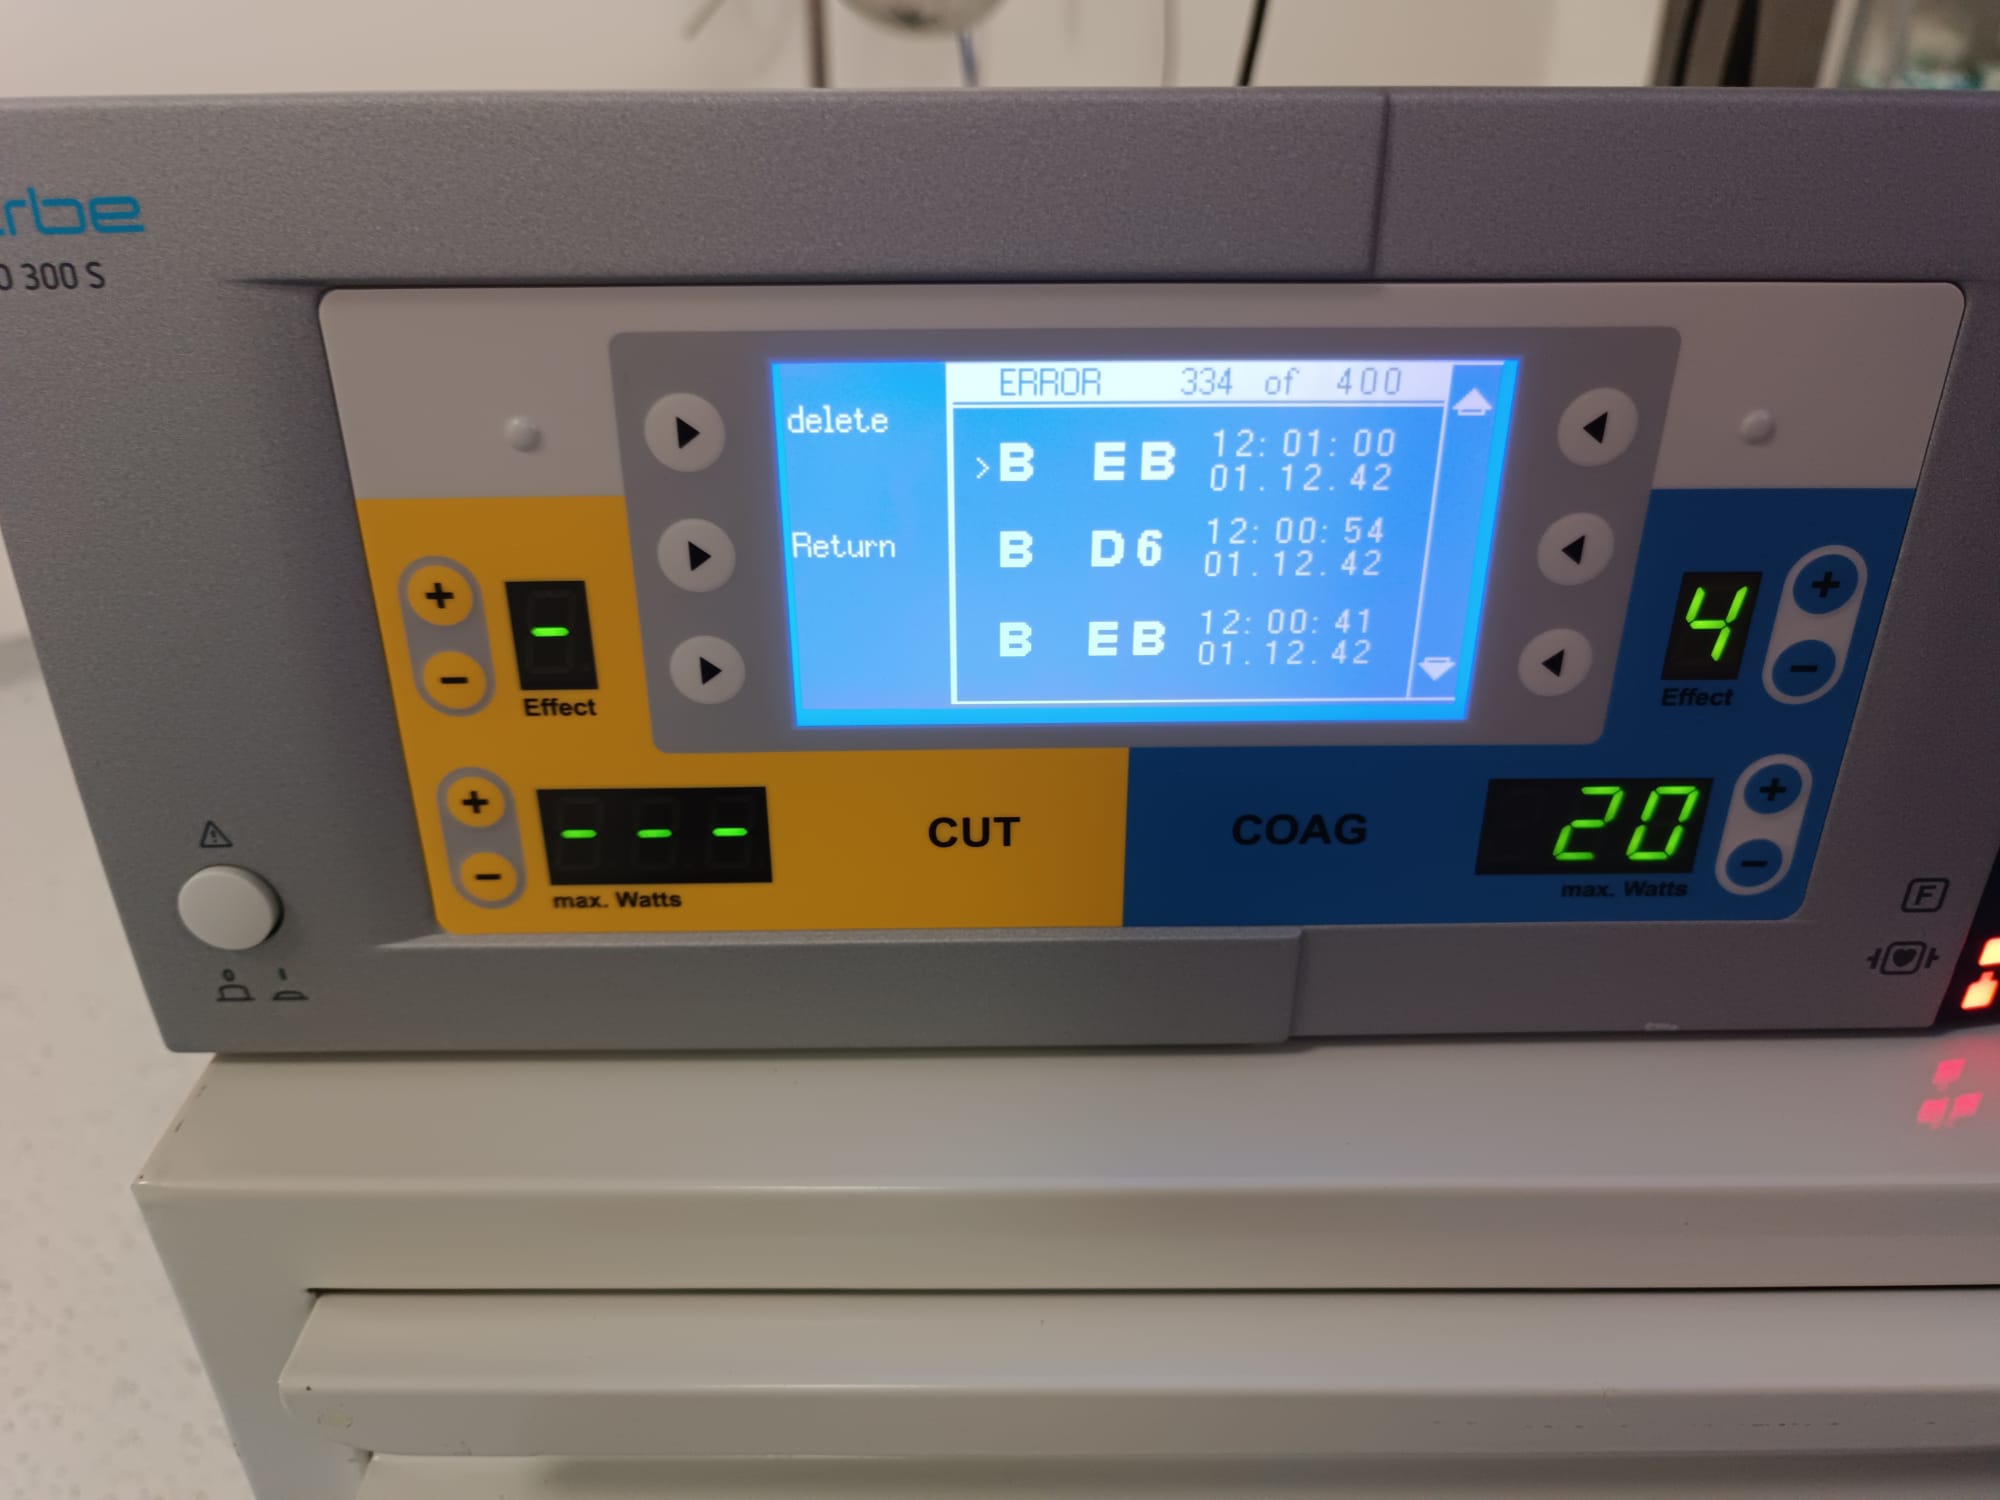 rbe
0 300 S
ERROR 334 of 400
delete
>B EB 12:01:00
01.12.42
Return
B D6 12:00:54
01.12.42
B EB 12:00:41
01.12.42
+
-
-
Effect
4
+
-
Effect
+
-
- - -
max. Watts
CUT
COAG
20
max. Watts
+
-
F